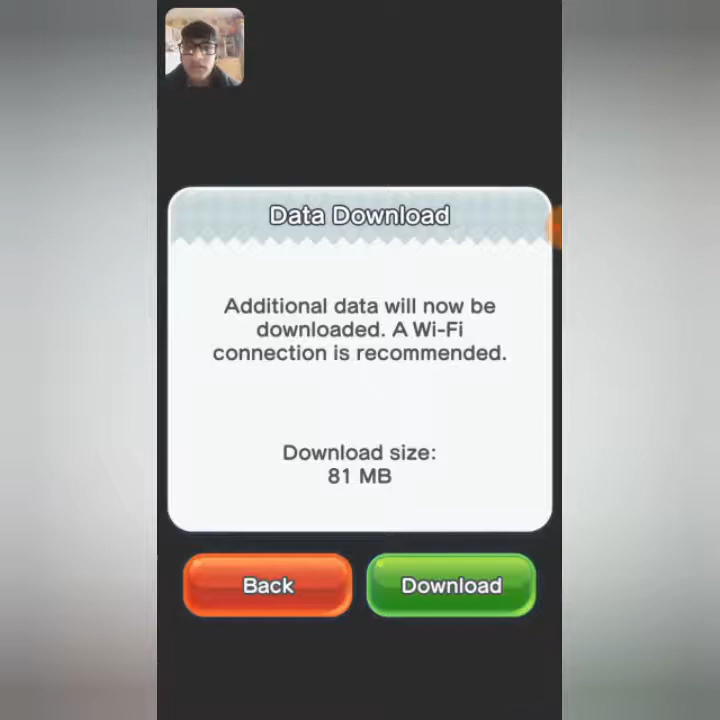 Data Download
Additional data will now be
downloaded. A Wi-Fi
connection is recommended.
Download size:
81 MB
Back
Download